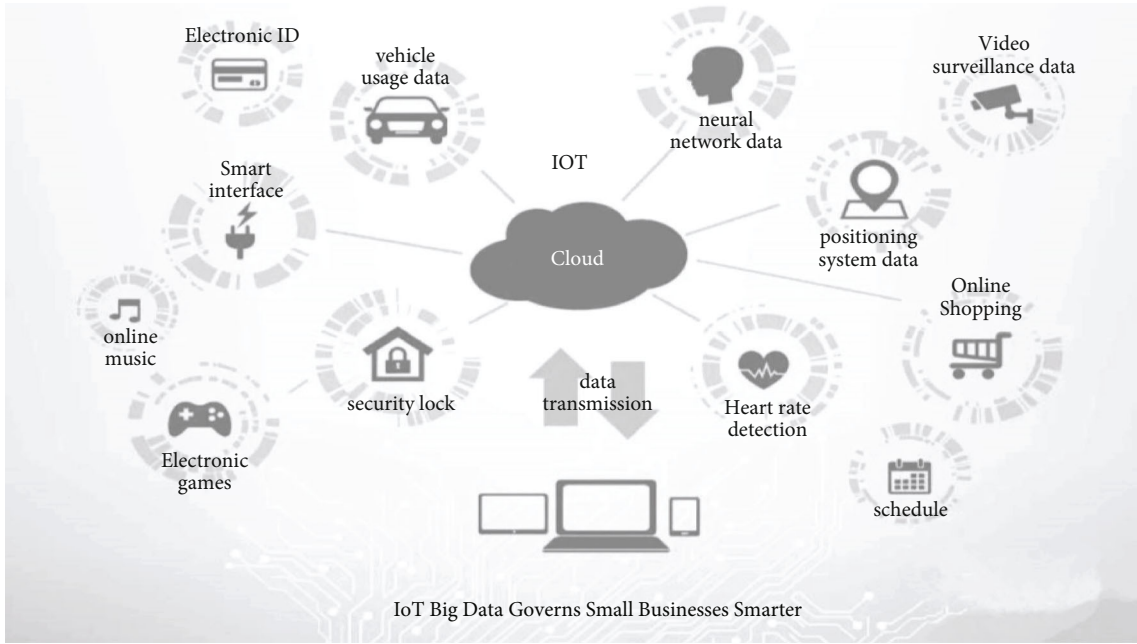 Electronic ID
vehicle
usage data
neural
network data
Video
surveillance data
IOT
Smart
interface
Cloud
positioning
system data
online
music
Online
Shopping
security lock
data
transmission
Heart rate
detection
Electronic
games
schedule
IoT Big Data Governs Small Businesses Smarter